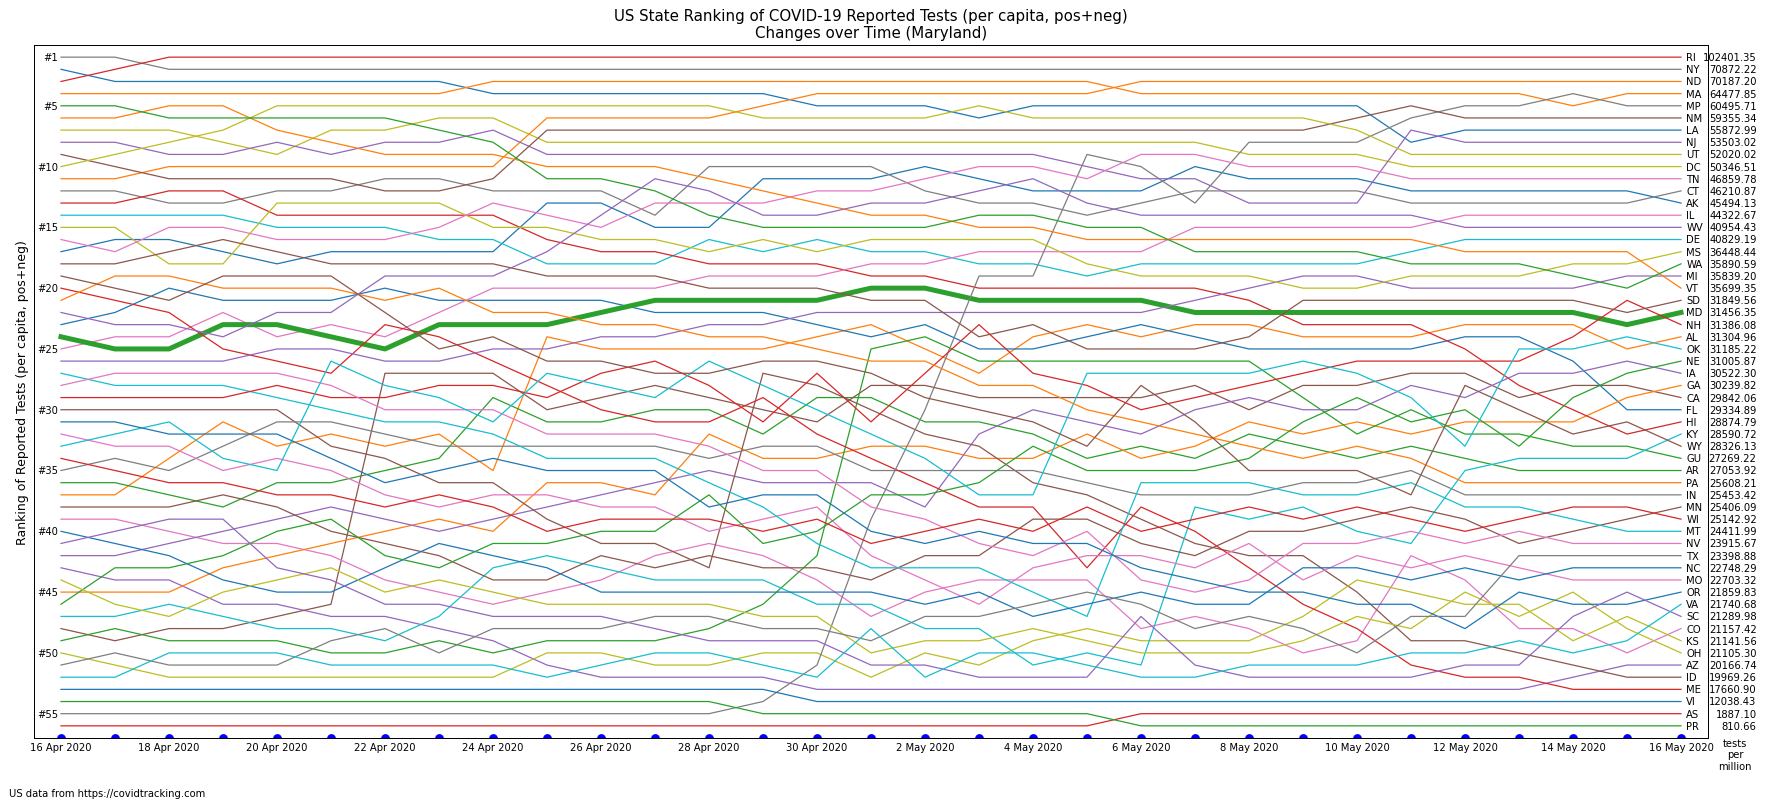 US State Ranking of COVID-19 Reported Tests (per capita, pos+neg)
Changes over Time (Maryland)
Ranking of Reported Tests (per capita, pos+neg)
#1
#5
#10
#15
#20
#25
#30
#35
#40
#45
#50
#55
RI 102401.35
NY 70872.22
ND 70187.20
MA 64477.85
MP 60495.71
NM 59355.34
LA 55872.99
NJ 53503.02
UT 52020.02
DC 50346.51
TN 46859.78
CT 46210.87
AK 45494.13
IL 44322.67
WV 40954.43
DE 40829.19
MS 36448.44
WA 35890.59
MI 35839.20
VT 35699.35
SD 31849.56
MD 31456.35
NH 31386.08
AL 31304.96
OK 31185.22
NE 31005.87
IA 30522.30
GA 30239.82
CA 29842.06
FL 29334.89
HI 28874.79
KY 28590.72
WY 28326.13
GU 27269.22
AR 27053.92
PA 25608.21
IN 25453.42
MN 25406.09
WI 25142.92
MT 24411.99
NV 23915.67
TX 23398.88
NC 22748.29
MO 22703.32
OR 21859.83
VA 21740.68
SC 21289.98
CO 21157.42
KS 21141.56
OH 21105.30
AZ 20166.74
ID 19969.26
ME 17660.90
VI 12038.43
AS 1887.10
PR 810.66
16 Apr 2020 18 Apr 2020 20 Apr 2020 22 Apr 2020 24 Apr 2020 26 Apr 2020 28 Apr 2020 30 Apr 2020 2 May 2020 4 May 2020 6 May 2020 8 May 2020 10 May 2020 12 May 2020 14 May 2020 16 May 2020
tests
per
million
US data from https://covidtracking.com